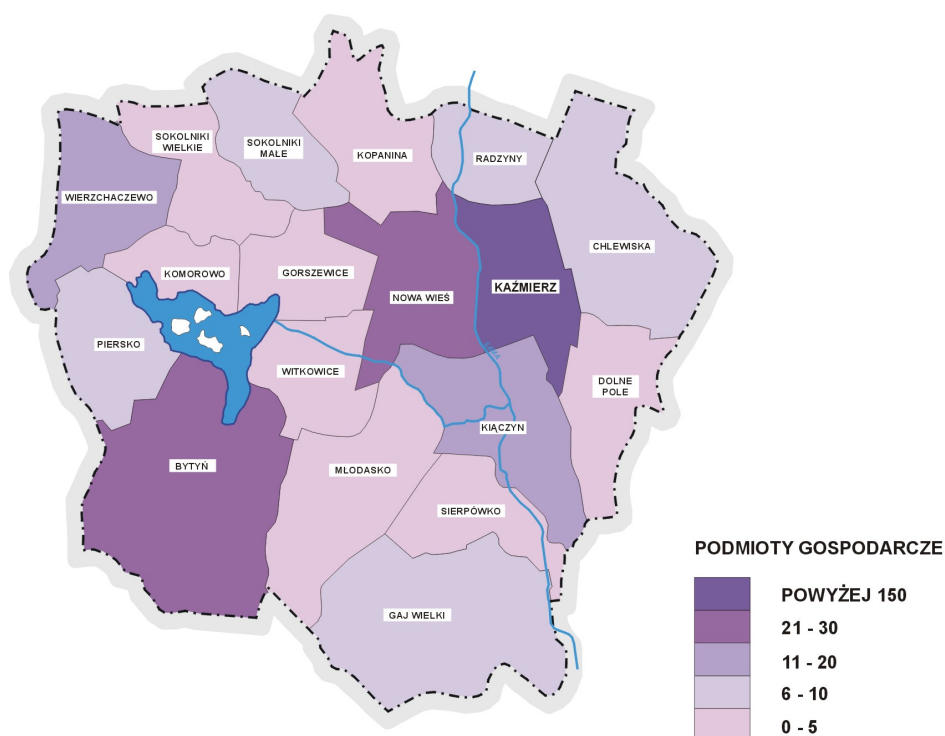 SOKOLNIKI
WIELKIE
SOKOLNIKI
MAŁE
KOPANINA
RADZYNY
WIERZCHACZEWO
CHLEWISKA
KOMOROWO
GORSZEWICE
NOWA WIEŚ
KAŹMIERZ
PIERSKO
WITKOWICE
DOLNE
POLE
KIĄCZYN
BYTYŃ
MŁODASKO
SIERPÓWKO
GAJ WIELKI
PODMIOTY GOSPODARCZE
POWYŻEJ 150
21 - 30
11 - 20
6 - 10
0 - 5